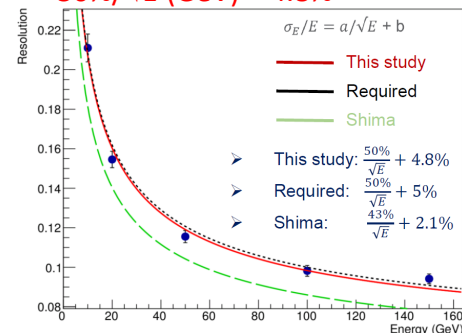 σ_E/E = a/√E + b
Resolution
This study
Required
Shima
➢ This study: 50%/√E + 4.8%
➢ Required: 50%/√E + 5%
➢ Shima: 43%/√E + 2.1%
0.22
0.2
0.18
0.16
0.14
0.12
0.1
0.08
0 20 40 60 80 100 120 140 160
Energy (GeV)